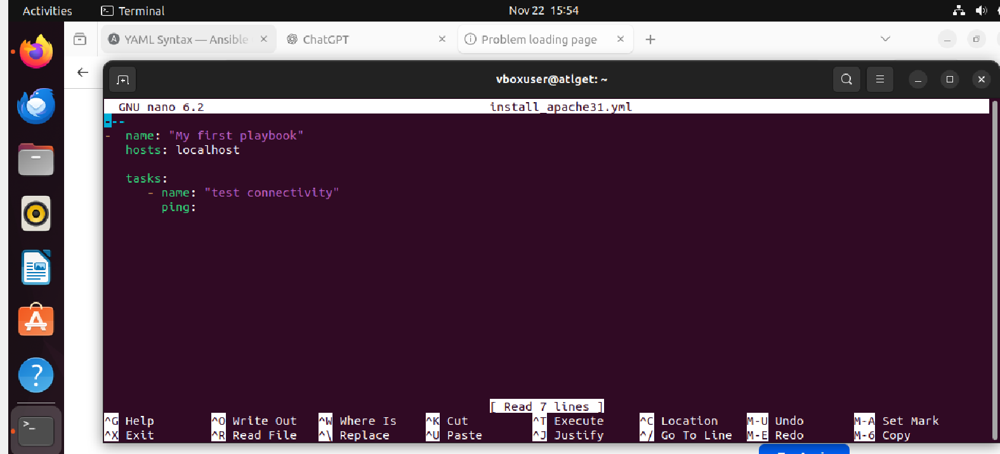 Activities Terminal Nov 22 15:54
YAML Syntax — Ansible ChatGPT Problem loading page
vboxuser@atlget: ~
GNU nano 6.2 install_apache31.yml
---
-  name: "My first playbook"
   hosts: localhost
   tasks:
      - name: "test connectivity"
        ping:
[ Read 7 lines ]
^G Help ^O Write Out ^W Where Is ^K Cut ^T Execute ^C Location M-U Undo M-A Set Mark
^X Exit ^R Read File ^\ Replace ^U Paste ^J Justify ^/ Go To Line M-E Redo M-6 Copy